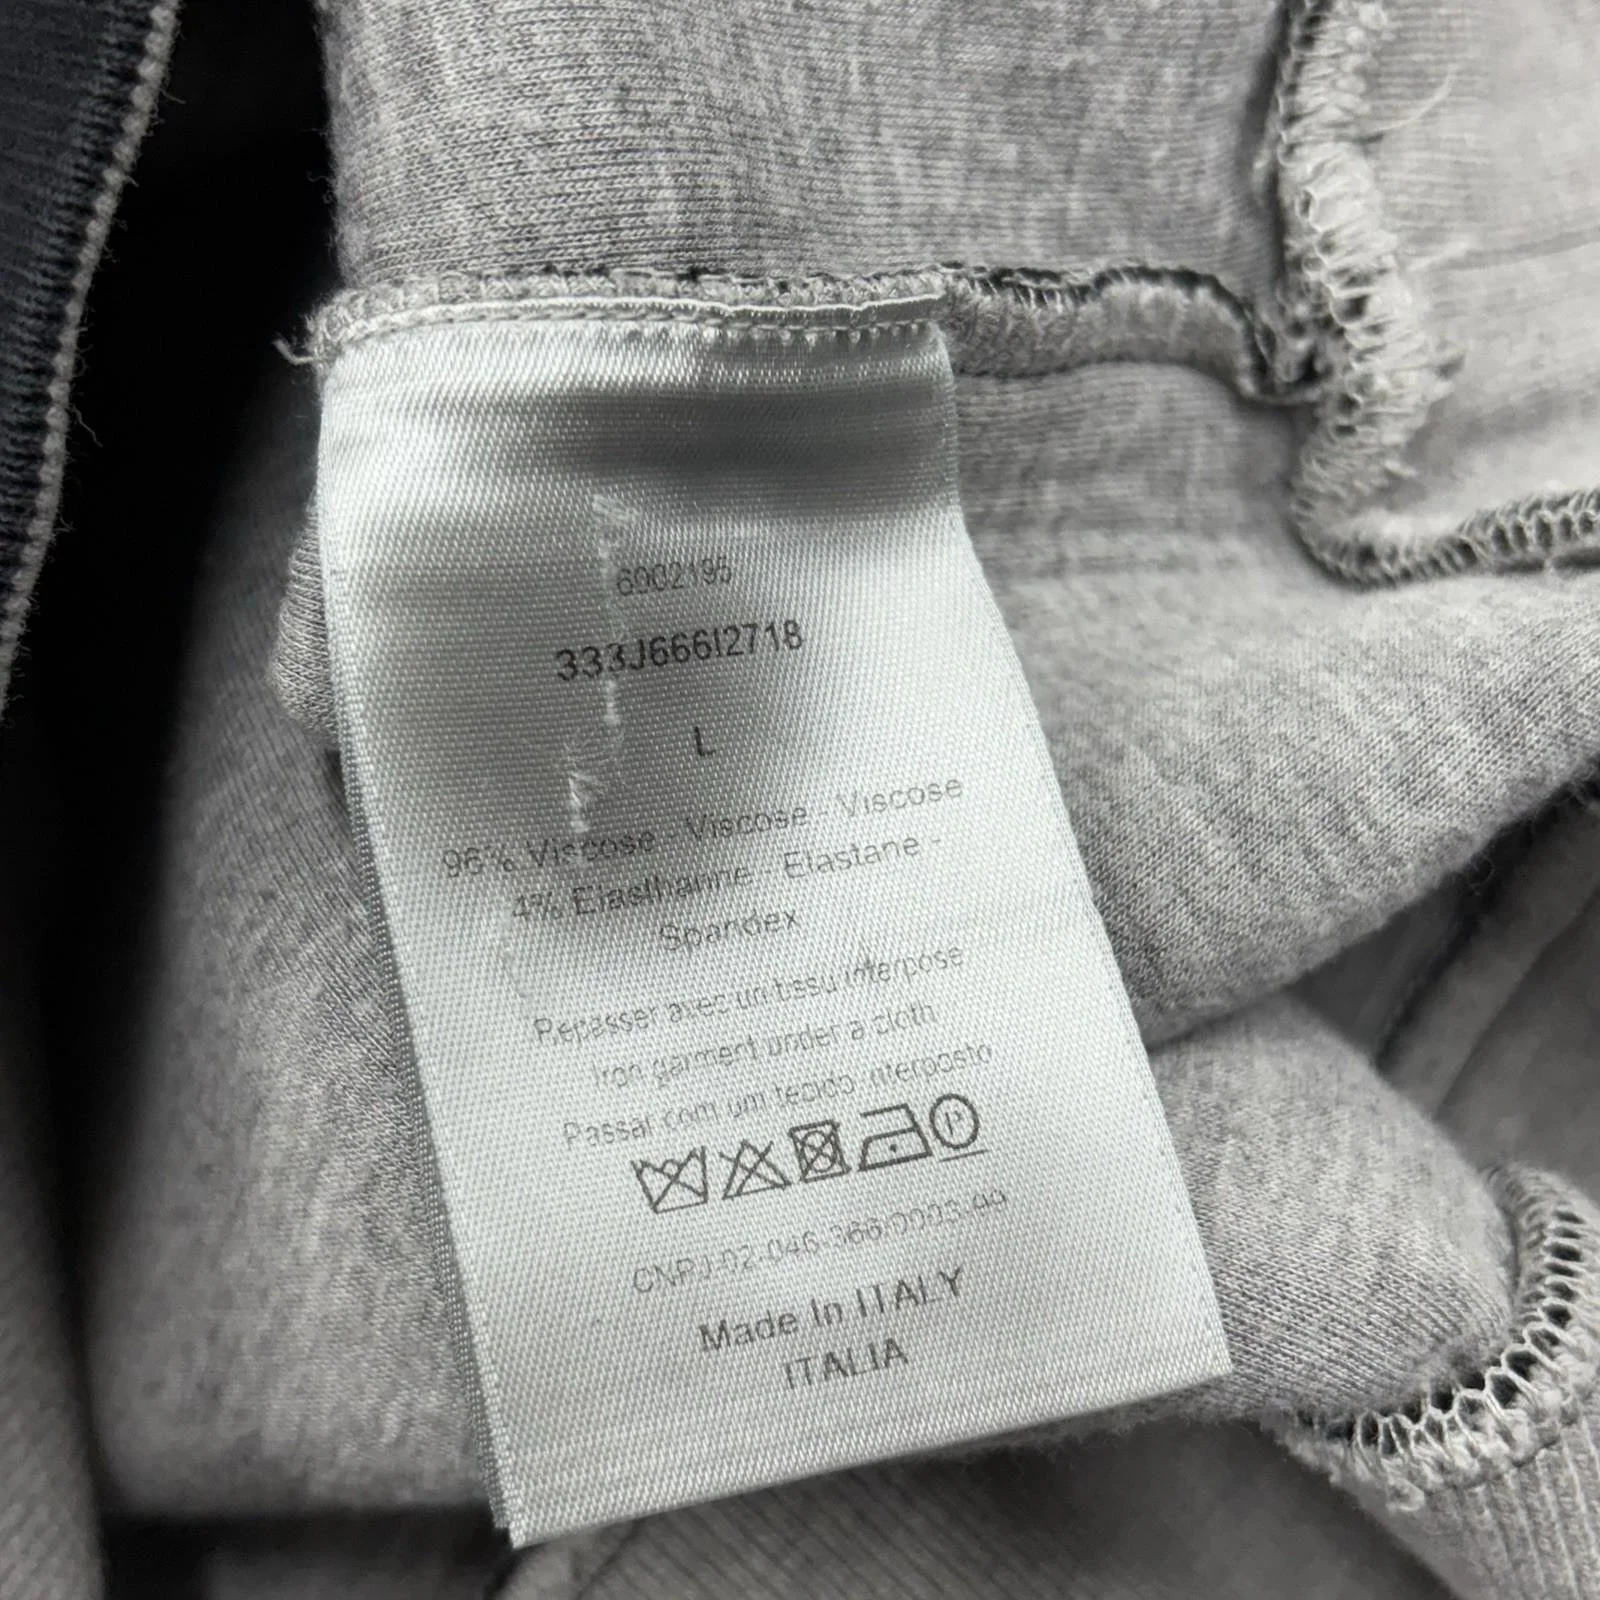 6002195
333J666I2718
L
96% Viscose - Viscose - Viscose
4% Elasthanne - Elastane -
Spandex
Repasser avec un tissu interpose
Iron garment under a cloth
Passar com um tecido interposto
P
CNPJ-02-046-366/0003-99
Made In ITALY
ITALIA